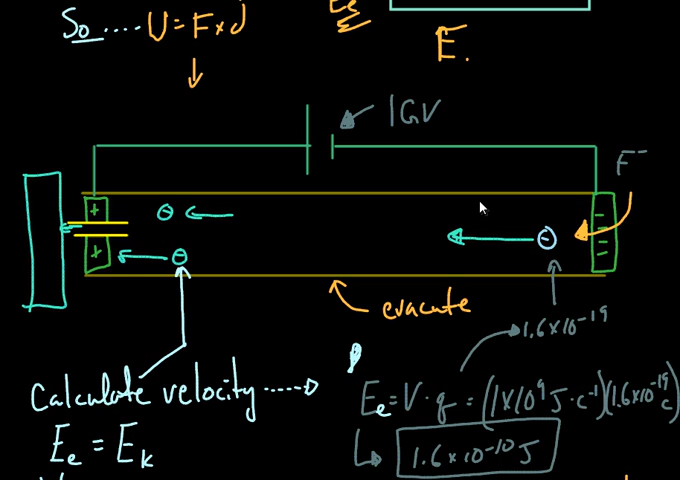 So.... U = F x d
Ee
E.
1GV
F⁻
+
-
-
+
-
-
evacute
1.6x10⁻¹⁹
Calculate velocity ----->
Ee = V · q = (1x10⁹ J · c⁻¹)(1.6x10⁻¹⁹ c)
Ee = Ek
1.6x10⁻¹⁰ J